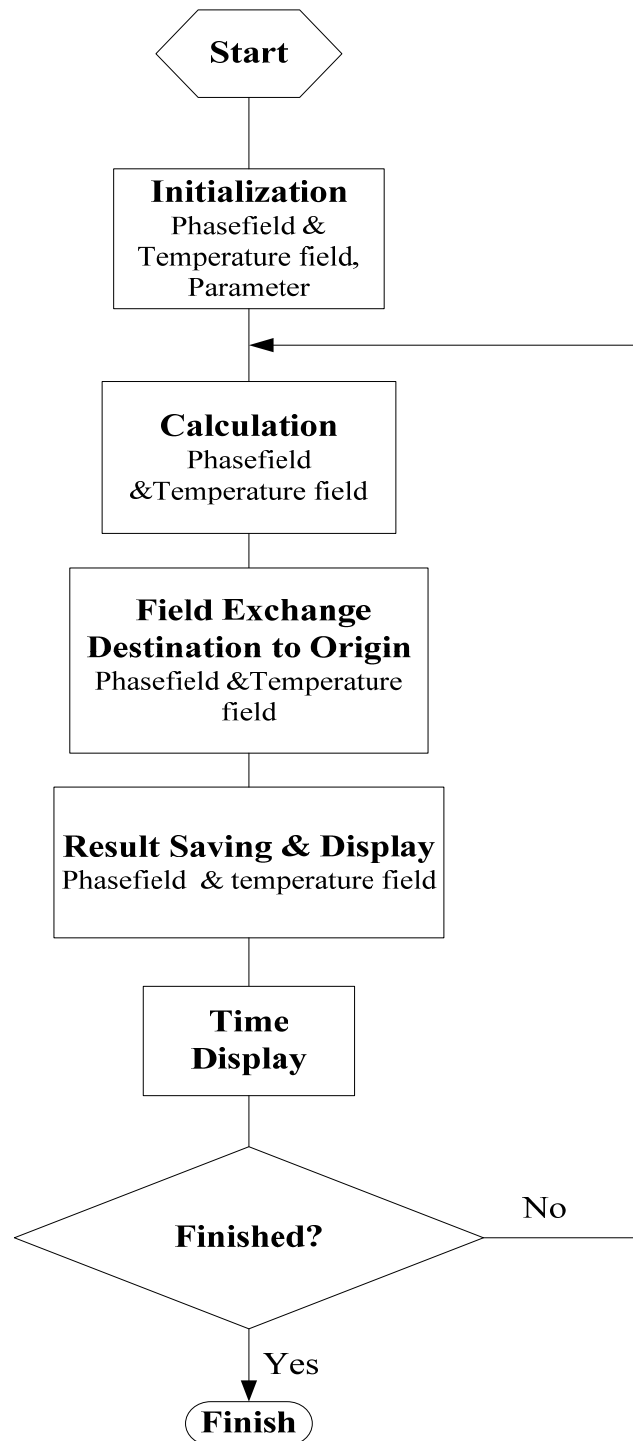 Start
Initialization
Phasefield &
Temperature field,
Parameter
Calculation
Phasefield
&Temperature field
Field Exchange
Destination to Origin
Phasefield &Temperature
field
Result Saving & Display
Phasefield & temperature field
Time
Display
Finished?
No
Yes
Finish